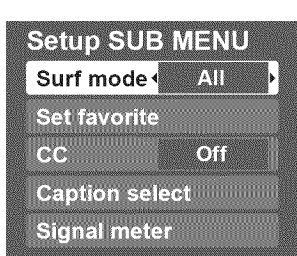 Setup SUB MENU
Surf mode All
Set favorite
CC Off
Caption select
Signal meter